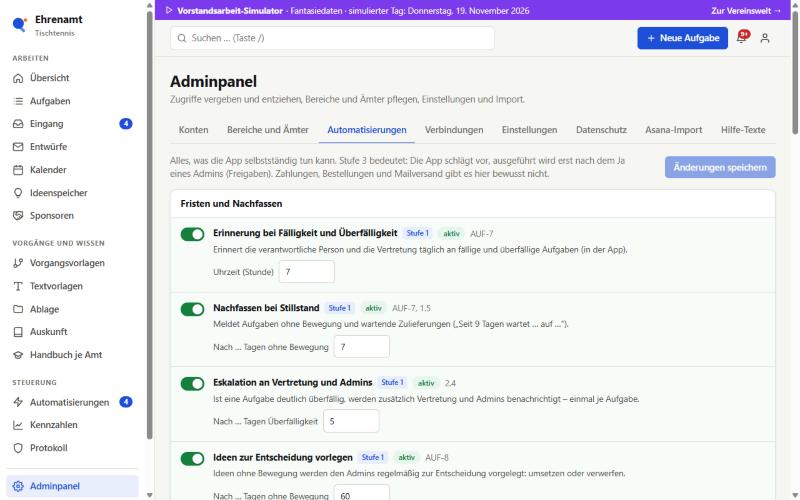 Ehrenamt
Tischtennis
ARBEITEN
Übersicht
Aufgaben
Eingang 4
Entwürfe
Kalender
Ideenspeicher
Sponsoren
VORGÄNGE UND WISSEN
Vorgangsvorlagen
Textvorlagen
Ablage
Auskunft
Handbuch je Amt
STEUERUNG
Automatisierungen 4
Kennzahlen
Protokoll
Adminpanel
Vorstandsarbeit-Simulator · Fantasiedaten · simulierter Tag: Donnerstag, 19. November 2026 Zur Vereinswelt →
Suchen ... (Taste /) + Neue Aufgabe 9+
Adminpanel
Zugriffe vergeben und entziehen, Bereiche und Ämter pflegen, Einstellungen und Import.
Konten Bereiche und Ämter Automatisierungen Verbindungen Einstellungen Datenschutz Asana-Import Hilfe-Texte
Alles, was die App selbstständig tun kann. Stufe 3 bedeutet: Die App schlägt vor, ausgeführt wird erst nach dem Ja
eines Admins (Freigaben). Zahlungen, Bestellungen und Mailversand gibt es hier bewusst nicht.
Änderungen speichern
Fristen und Nachfassen
Erinnerung bei Fälligkeit und Überfälligkeit Stufe 1 aktiv AUF-7
Erinnert die verantwortliche Person und die Vertretung täglich an fällige und überfällige Aufgaben (in der App).
Uhrzeit (Stunde) 7
Nachfassen bei Stillstand Stufe 1 aktiv AUF-7, 1.5
Meldet Aufgaben ohne Bewegung und wartende Zulieferungen („Seit 9 Tagen wartet ... auf ...“).
Nach ... Tagen ohne Bewegung 7
Eskalation an Vertretung und Admins Stufe 1 aktiv 2.4
Ist eine Aufgabe deutlich überfällig, werden zusätzlich Vertretung und Admins benachrichtigt – einmal je Aufgabe.
Nach ... Tagen Überfälligkeit 5
Ideen zur Entscheidung vorlegen Stufe 1 aktiv AUF-8
Ideen ohne Bewegung werden den Admins regelmäßig zur Entscheidung vorgelegt: umsetzen oder verwerfen.
Nach ... Tagen ohne Bewegung 60